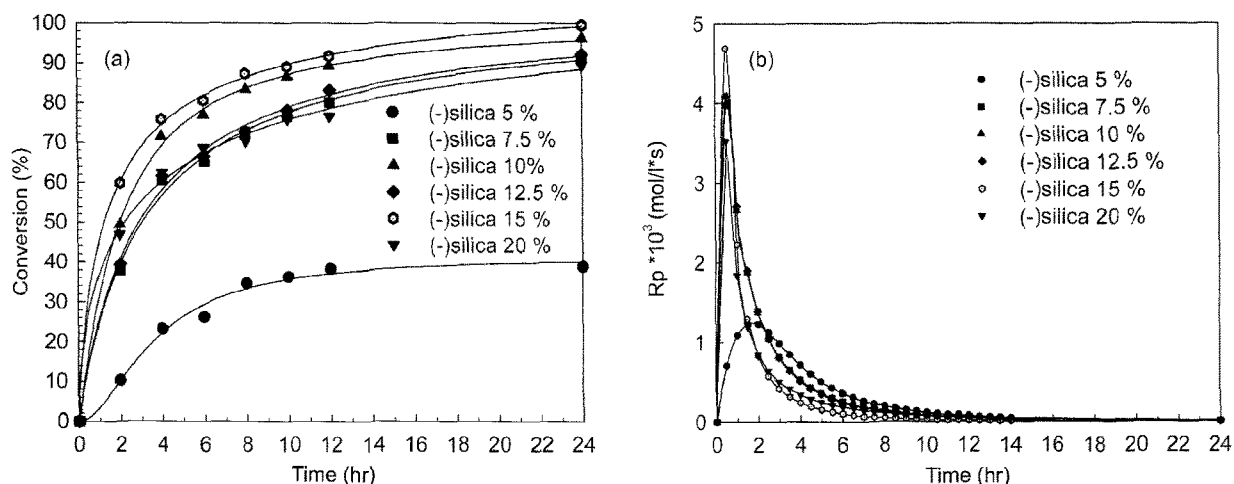 (a)
Conversion (%)
100
90
80
70
60
50
40
30
20
10
0
0 2 4 6 8 10 12 14 16 18 20 22 24
Time (hr)
(-)silica 5 %
(-)silica 7.5 %
(-)silica 10%
(-)silica 12.5 %
(-)silica 15 %
(-)silica 20 %
(b)
Rp *10³ (mol/l*s)
5
4
3
2
1
0
0 2 4 6 8 10 12 14 16 18 20 22 24
Time (hr)
(-)silica 5 %
(-)silica 7.5 %
(-)silica 10 %
(-)silica 12.5 %
(-)silica 15 %
(-)silica 20 %